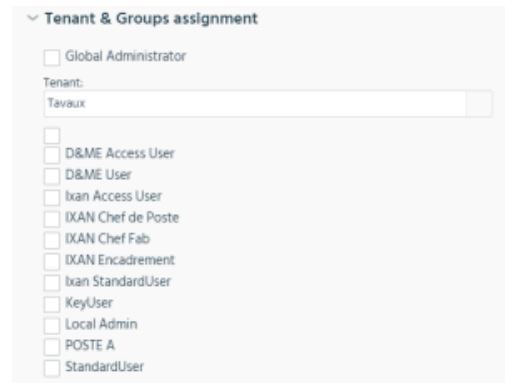 Tenant & Groups assignment
Global Administrator
Tenant:
Tavaux
D&ME Access User
D&ME User
Ixan Access User
IXAN Chef de Poste
IXAN Chef Fab
IXAN Encadrement
Ixan StandardUser
KeyUser
Local Admin
POSTE A
StandardUser